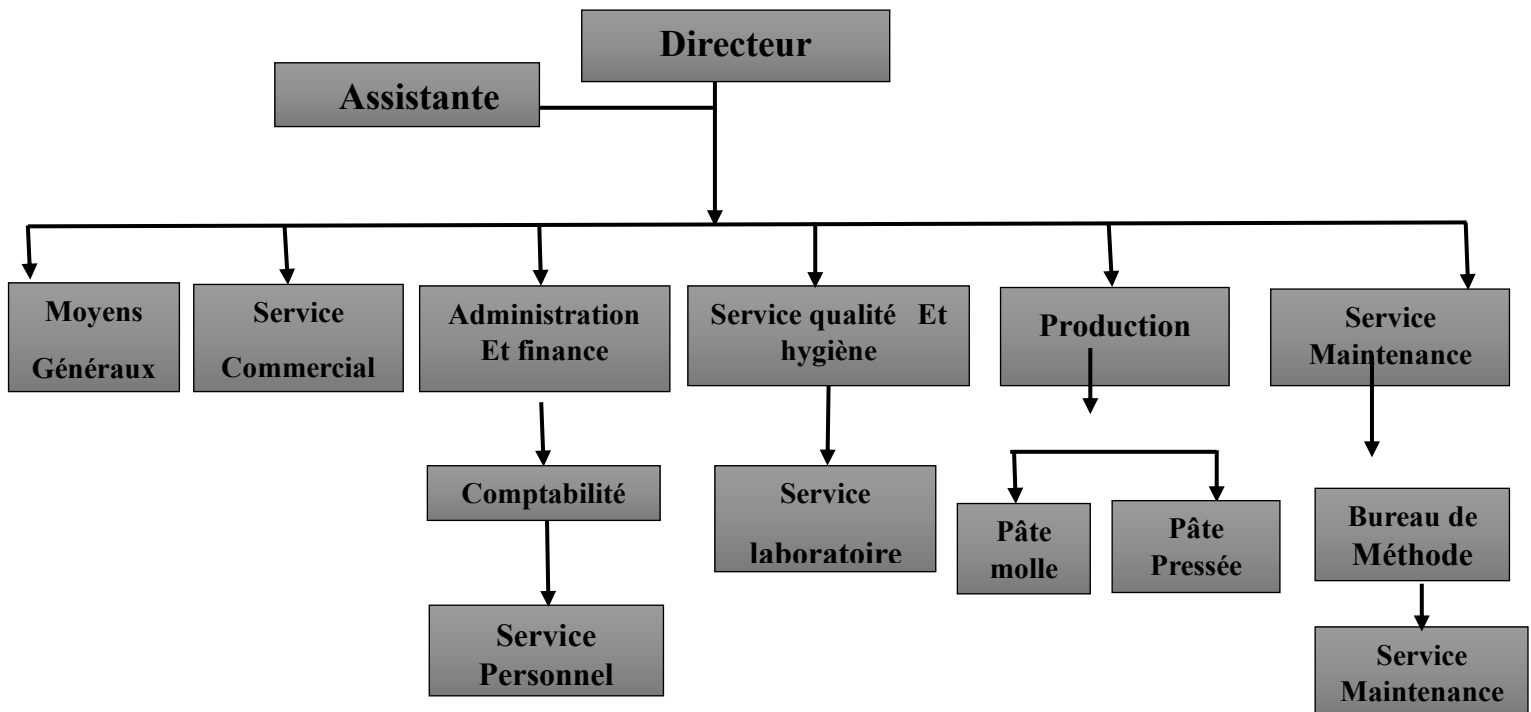 Directeur
Assistante
Moyens
Généraux
Service
Commercial
Administration
Et finance
Service qualité Et
hygiène
Production
Service
Maintenance
Comptabilité
Service
laboratoire
Pâte
molle
Pâte
Pressée
Bureau de
Méthode
Service
Personnel
Service
Maintenance